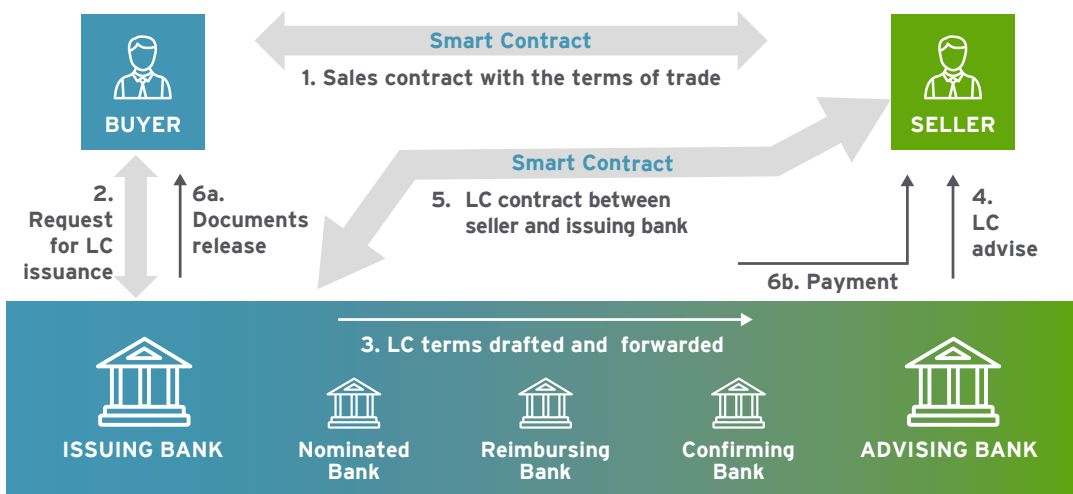 Smart Contract
1. Sales contract with the terms of trade
BUYER
SELLER
Smart Contract
5. LC contract between
seller and issuing bank
2.
Request
for LC
issuance
6a.
Documents
release
4.
LC
advise
6b. Payment
3. LC terms drafted and forwarded
ISSUING BANK
Nominated
Bank
Reimbursing
Bank
Confirming
Bank
ADVISING BANK